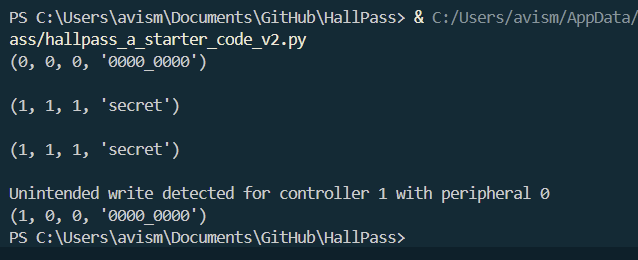 PS C:\Users\avism\Documents\GitHub\HallPass> & C:/Users/avism/AppData/
ass/hallpass_a_starter_code_v2.py
(0, 0, 0, '0000_0000')
(1, 1, 1, 'secret')
(1, 1, 1, 'secret')
Unintended write detected for controller 1 with peripheral 0
(1, 0, 0, '0000_0000')
PS C:\Users\avism\Documents\GitHub\HallPass>